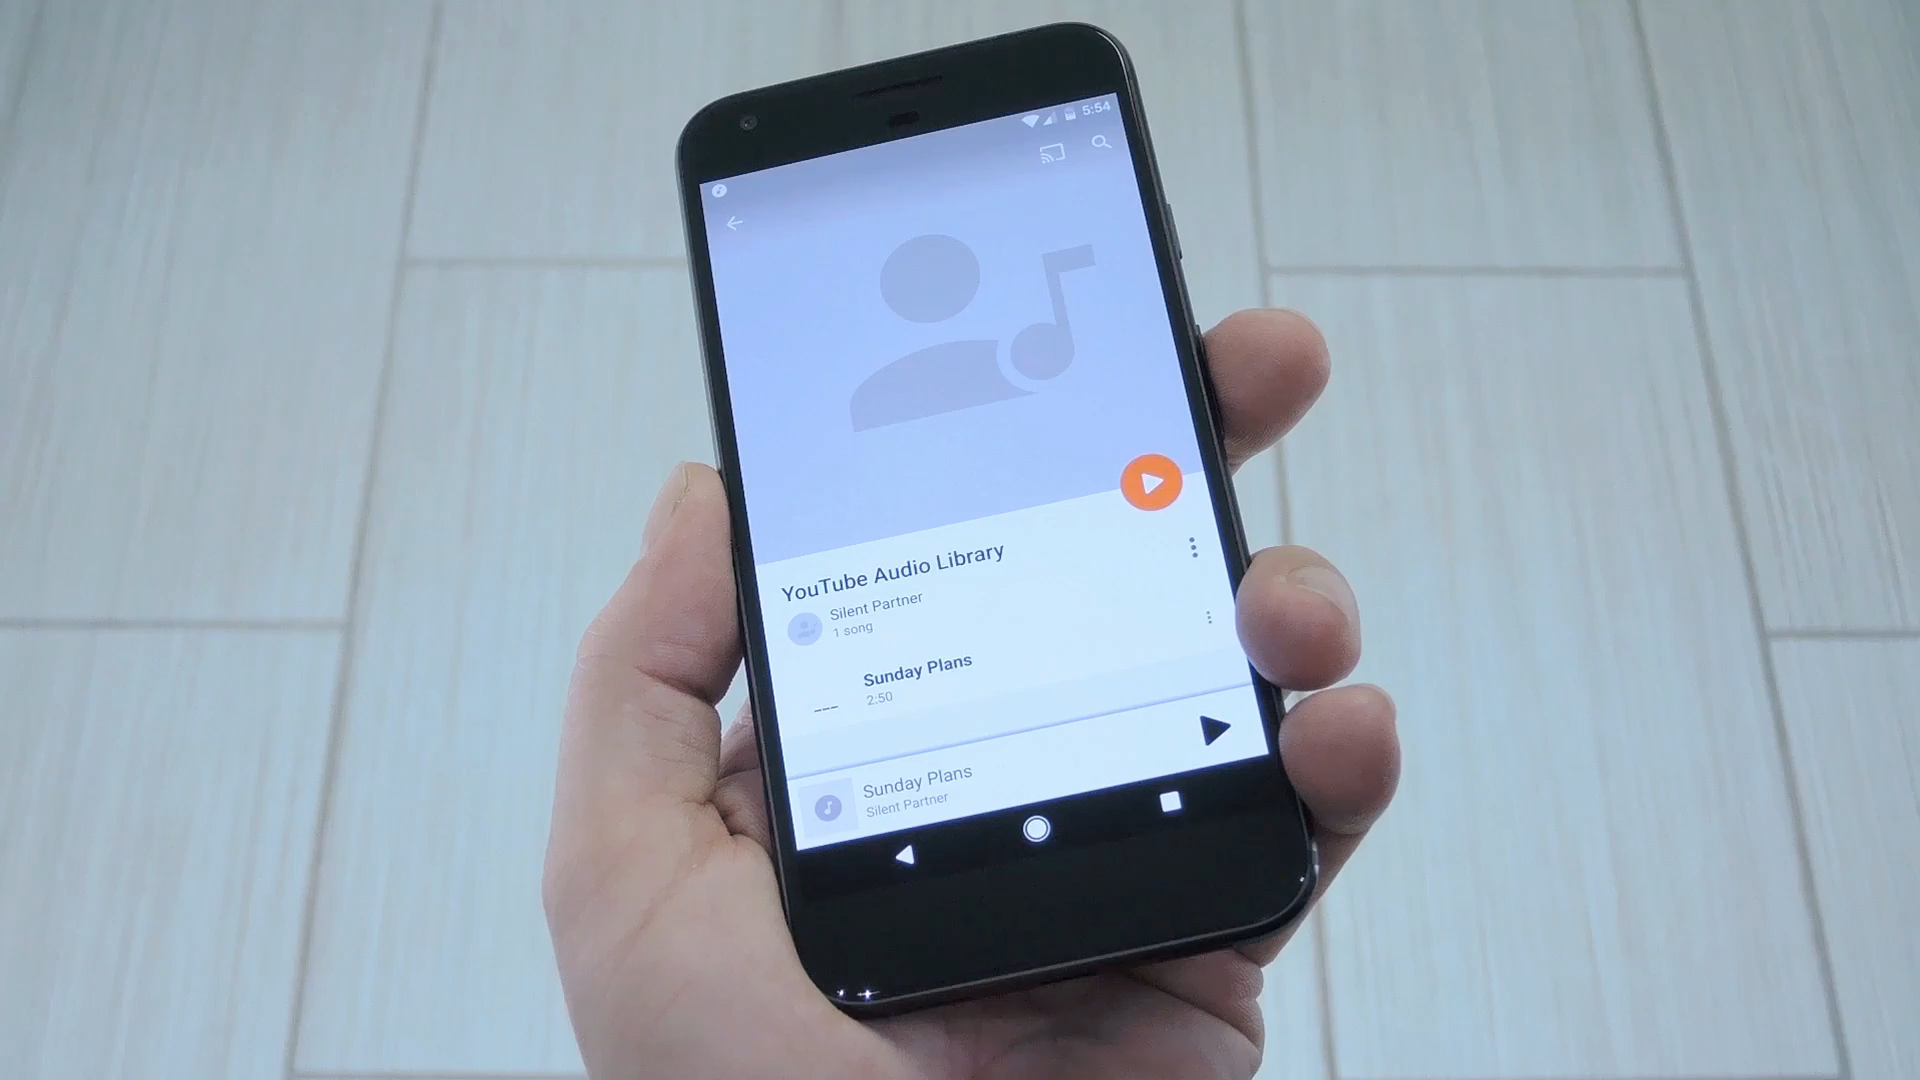 5:54
YouTube Audio Library
Silent Partner
1 song
Sunday Plans
2:50
Sunday Plans
Silent Partner